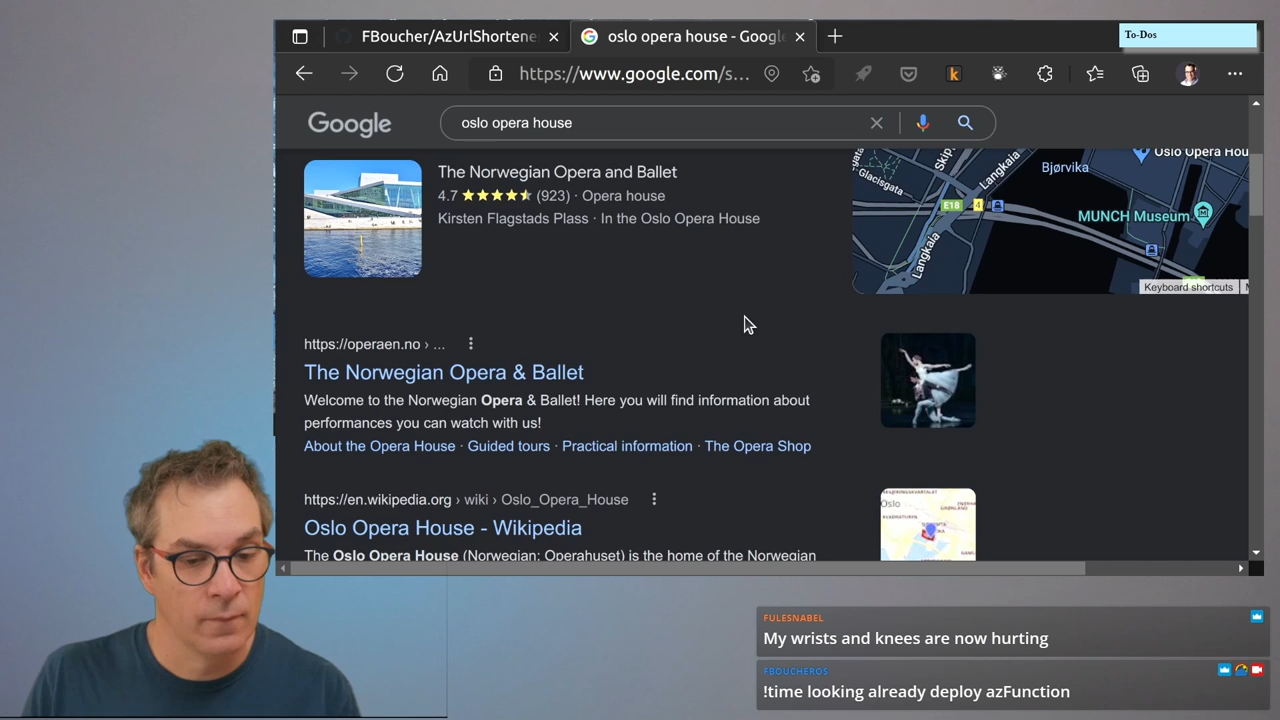 FBoucher/AzUrlShortene
oslo opera house - Google
To-Dos
https://www.google.com/s...
Google
oslo opera house
The Norwegian Opera and Ballet
4.7 (923) · Opera house
Kirsten Flagstads Plass · In the Oslo Opera House
Langkaia
Oslo Opera Hou
Bjørvika
E18
4
MUNCH Museum
Langkaia
Keyboard shortcuts
https://operaen.no › ...
The Norwegian Opera & Ballet
Welcome to the Norwegian Opera & Ballet! Here you will find information about
performances you can watch with us!
About the Opera House · Guided tours · Practical information · The Opera Shop
https://en.wikipedia.org › wiki › Oslo_Opera_House
Oslo Opera House - Wikipedia
The Oslo Opera House (Norwegian: Operahuset) is the home of the Norwegian
Oslo
FULESNABEL
My wrists and knees are now hurting
FBOUCHEROS
!time looking already deploy azFunction